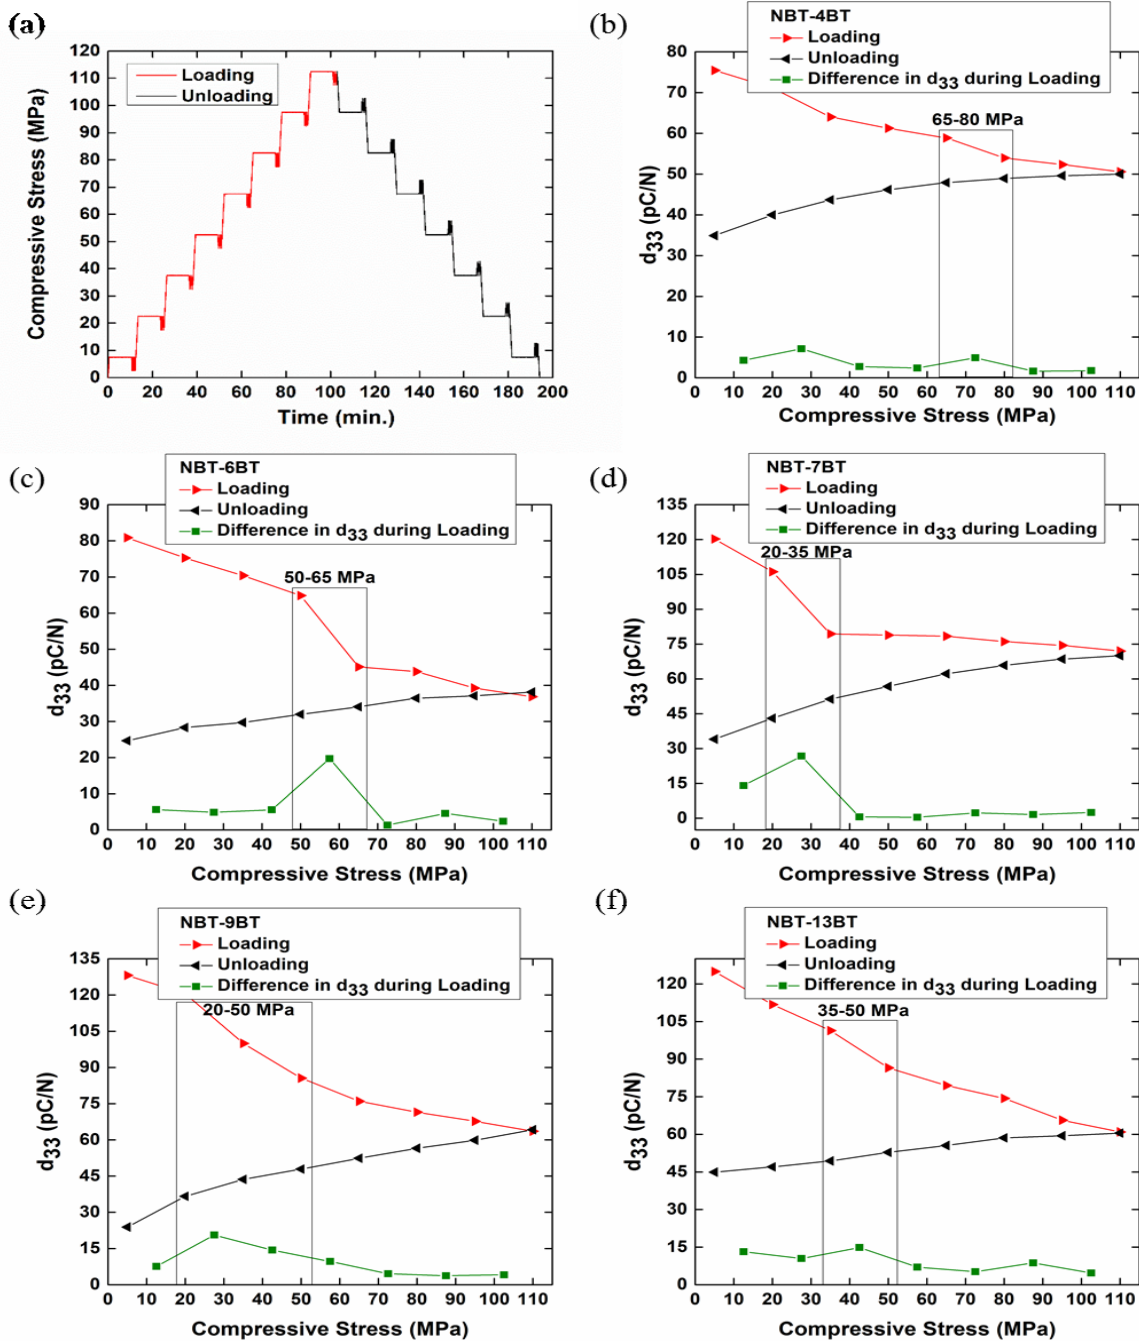 (a)
Loading
Unloading
Compressive Stress (MPa)
120
110
100
90
80
70
60
50
40
30
20
10
0
0 20 40 60 80 100 120 140 160 180 200
Time (min.)
(b)
NBT-4BT
Loading
Unloading
Difference in d33 during Loading
65-80 MPa
d33 (pC/N)
80
70
60
50
40
30
20
10
0
0 10 20 30 40 50 60 70 80 90 100 110
Compressive Stress (MPa)
(c)
NBT-6BT
Loading
Unloading
Difference in d33 during Loading
50-65 MPa
d33 (pC/N)
90
80
70
60
50
40
30
20
10
0
0 10 20 30 40 50 60 70 80 90 100 110
Compressive Stress (MPa)
(d)
NBT-7BT
Loading
Unloading
Difference in d33 during Loading
20-35 MPa
d33 (pC/N)
135
120
105
90
75
60
45
30
15
0
0 10 20 30 40 50 60 70 80 90 100 110
Compressive Stress (MPa)
(e)
NBT-9BT
Loading
Unloading
Difference in d33 during Loading
20-50 MPa
d33 (pC/N)
135
120
105
90
75
60
45
30
15
0
0 10 20 30 40 50 60 70 80 90 100 110
Compressive Stress (MPa)
(f)
NBT-13BT
Loading
Unloading
Difference in d33 during Loading
35-50 MPa
d33 (pC/N)
120
105
90
75
60
45
30
15
0
0 10 20 30 40 50 60 70 80 90 100 110
Compressive Stress (MPa)